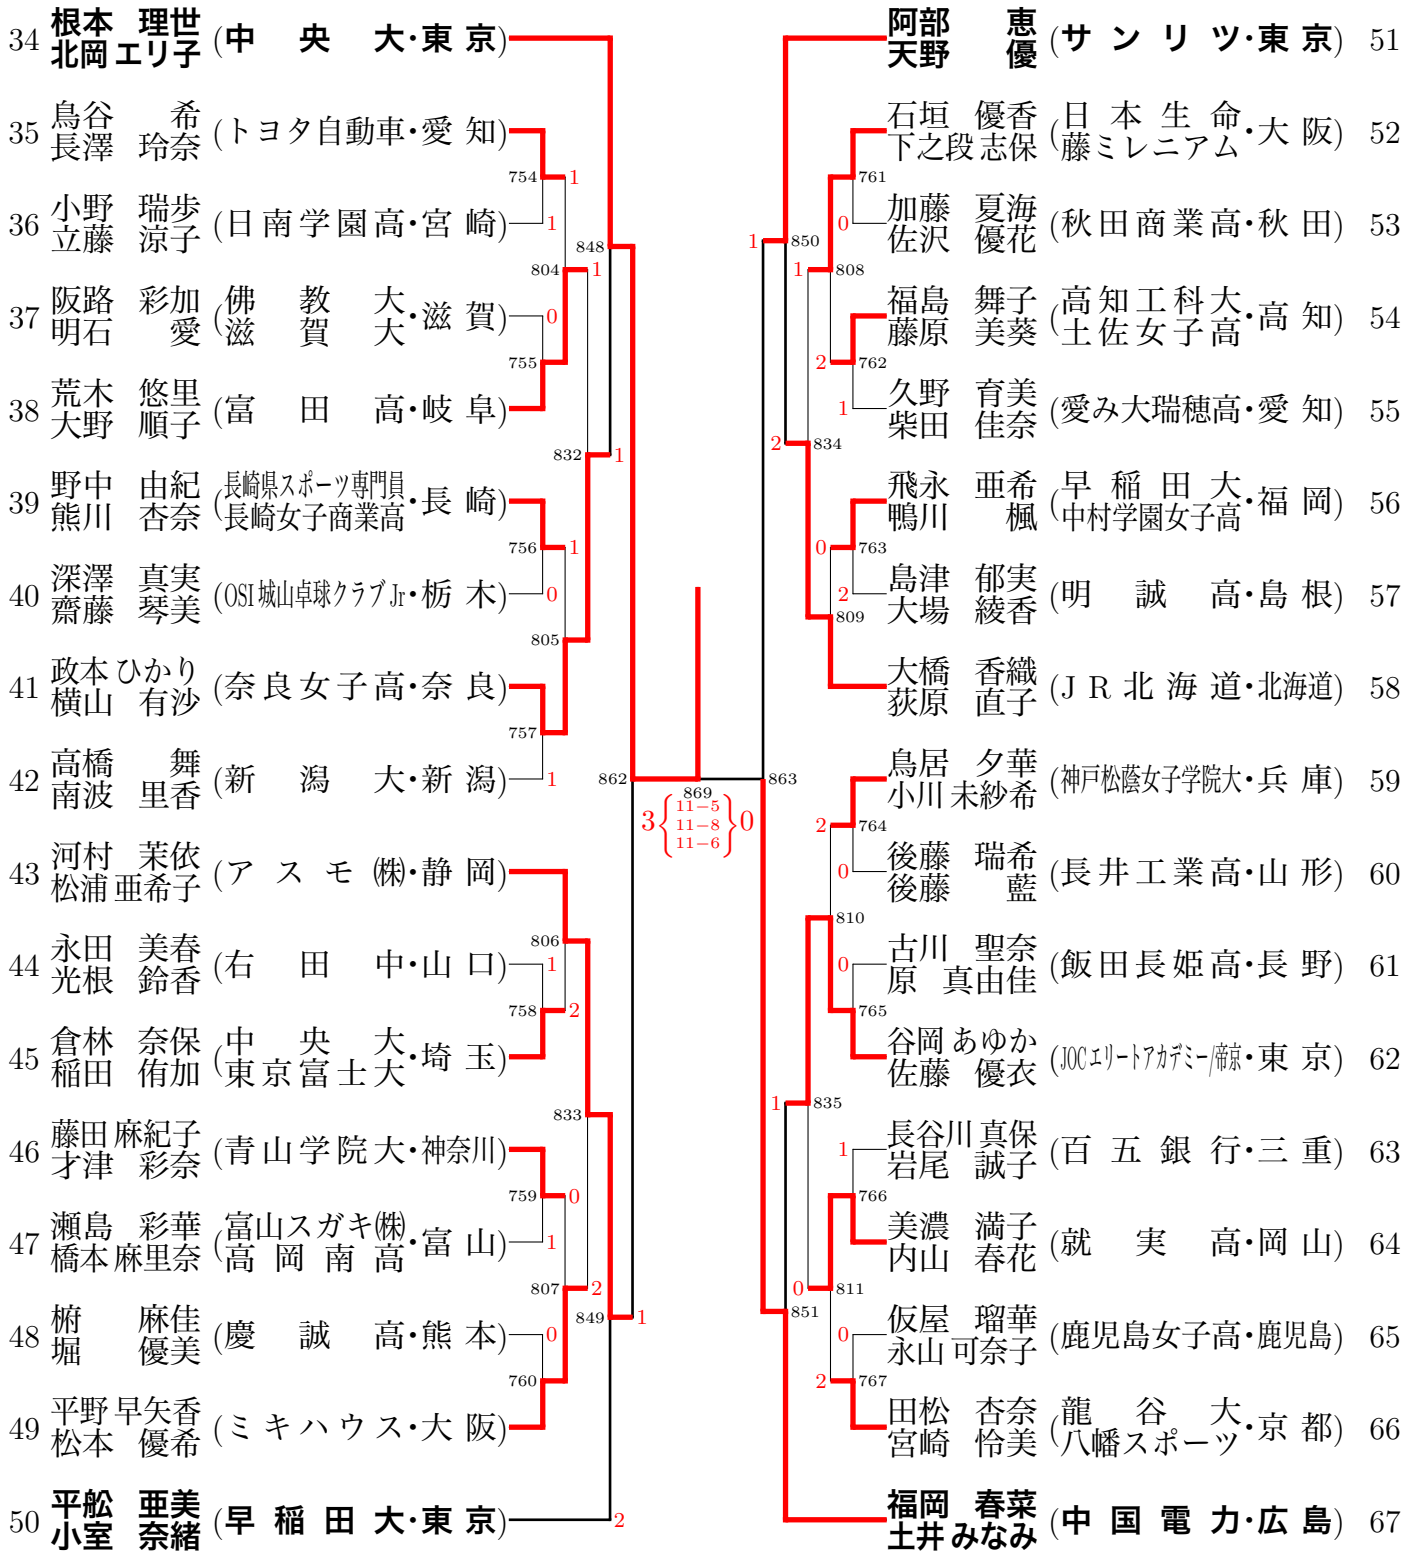 34 根本 理世 北岡 エリ子 (中央大・東京)
35 鳥谷 希 長澤 玲奈 (トヨタ自動車・愛知)
36 小野 瑞歩 立藤 涼子 (日南学園高・宮崎)
37 阪路 彩加 明石 愛 (佛教大 滋賀大・滋賀)
38 荒木 悠里 大野 順子 (富田高・岐阜)
39 野中 由紀 熊川 杏奈 (長崎県スポーツ専門員 長崎女子商業高・長崎)
40 深澤 真実 齋藤 琴美 (OSI城山卓球クラブJr・栃木)
41 政本 ひかり 横山 有沙 (奈良女子高・奈良)
42 高橋 舞 南波 里香 (新潟大・新潟)
43 河村 茉依 松浦 亜希子 (アスモ㈱・静岡)
44 永田 美春 光根 鈴香 (右田中・山口)
45 倉林 奈保 稲田 侑加 (中央大 東京富士大・埼玉)
46 藤田 麻紀子 才津 彩奈 (青山学院大・神奈川)
47 瀬島 彩華 橋本 麻里奈 (富山スガキ㈱ 高岡南高・富山)
48 椨 麻佳 堀 優美 (慶誠高・熊本)
49 平野 早矢香 松本 優希 (ミキハウス・大阪)
50 平舩 亜美 小室 奈緒 (早稲田大・東京)
754 1
1
848
804 1
0
755
832 1
756 1
0
805
757
1
862
806
1
758 2
833
759 0
1
807 2
849 1
0
760
2
869
3 { 11−5 11−8 11−6 } 0
阿部 恵 天野 優 (サンリツ・東京) 51
石垣 優香 下之段 志保 (日本生命 藤ミレニアム・大阪) 52
加藤 夏海 佐沢 優花 (秋田商業高・秋田) 53
福島 舞子 藤原 美葵 (高知工科大 土佐女子高・高知) 54
久野 育美 柴田 佳奈 (愛み大瑞穂高・愛知) 55
飛永 亜希 鴨川 楓 (早稲田大 中村学園女子高・福岡) 56
島津 郁実 大場 綾香 (明誠高・島根) 57
大橋 香織 荻原 直子 (JR北海道・北海道) 58
鳥居 夕華 小川 未紗希 (神戸松蔭女子学院大・兵庫) 59
後藤 瑞希 後藤 藍 (長井工業高・山形) 60
古川 聖奈 原 真由佳 (飯田長姫高・長野) 61
谷岡 あゆか 佐藤 優衣 (JOCエリートアカデミー/帝京・東京) 62
長谷川 真保 岩尾 誠子 (百五銀行・三重) 63
美濃 満子 内山 春花 (就実高・岡山) 64
仮屋 瑠華 永山 可奈子 (鹿児島女子高・鹿児島) 65
田松 杏奈 宮崎 怜美 (龍谷大 八幡スポーツ・京都) 66
福岡 春菜 土井 みなみ (中国電力・広島) 67
761
0
1 850
1 808
2 762
1
2 834
0 763
2
809
863
2 764
0
810
0
765
1 835
1
766
0 811
851
0
2 767